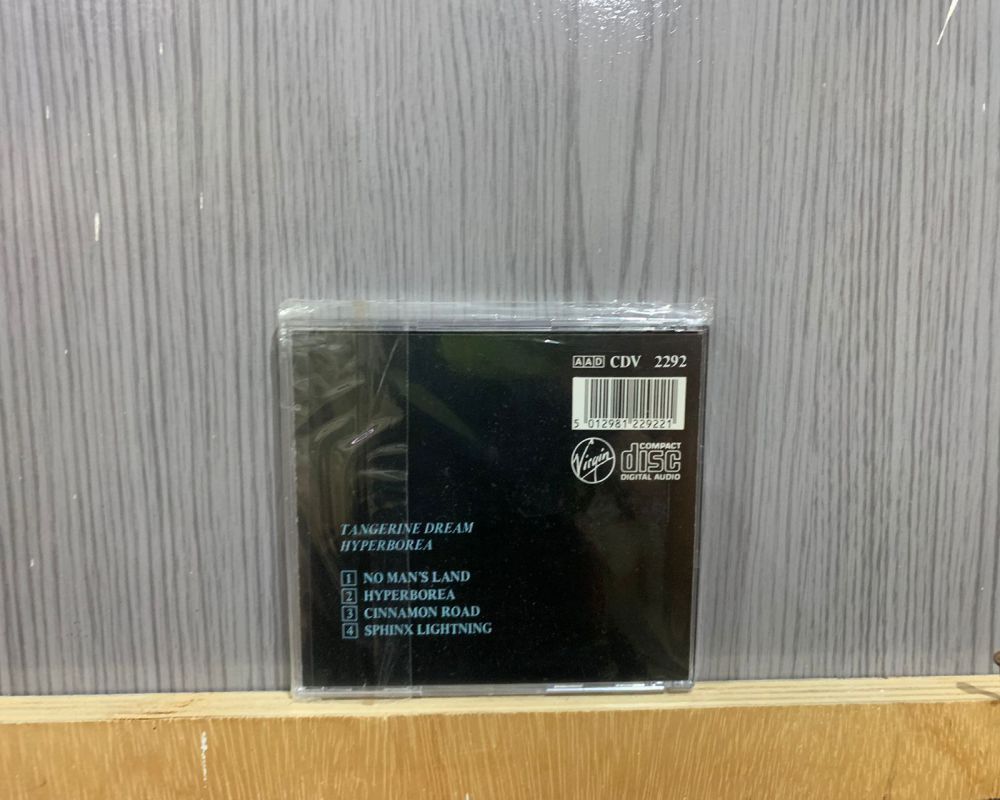 AAD CDV 2292
5 012981 229221
Virgin
COMPACT
disc
DIGITAL AUDIO
TANGERINE DREAM
HYPERBOREA
1 NO MAN'S LAND
2 HYPERBOREA
3 CINNAMON ROAD
4 SPHINX LIGHTNING